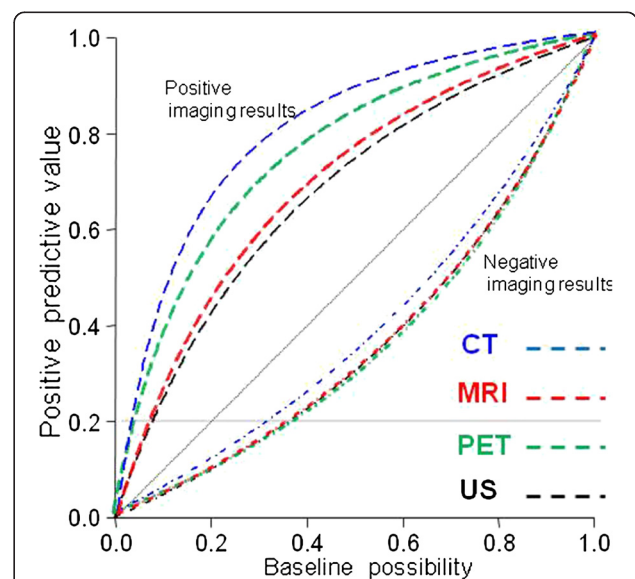 Positive predictive value
1.0
0.8
0.6
0.4
0.2
0.0
Positive
imaging results
Negative
imaging results
CT
MRI
PET
US
0.0 0.2 0.4 0.6 0.8 1.0
Baseline possibility